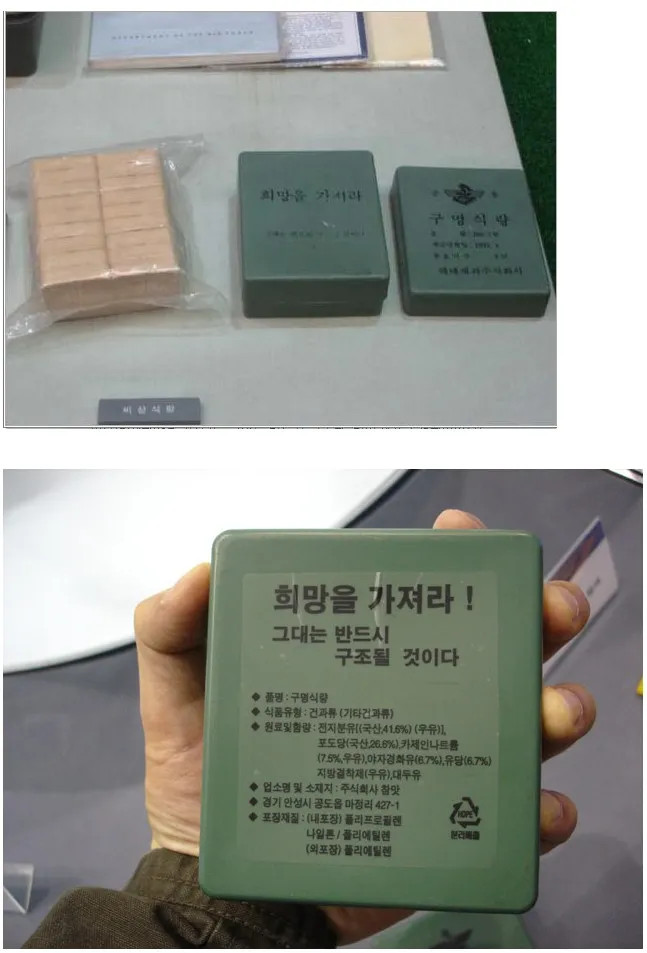 희망을 가져라
공 군
구명식량
비상식량
희망을 가져라 !
그대는 반드시
구조될 것이다
◆ 품명 : 구명식량
◆ 식품유형 : 건과류 (기타건과류)
◆ 원료및함량 : 전지분유((국산,41.6%) (우유)],
포도당(국산,26.6%),카제인나트륨
(7.5%,우유),야자경화유(6.7%),유당(6.7%)
지방결착제(우유),대두유
◆ 업소명 및 소재지 : 주식회사 참맛
◆ 경기 안성시 공도읍 마정리 427-1
◆ 포장재질 : (내포장) 폴리프로필렌
나일론 / 폴리에틸렌
(외포장) 폴리에틸렌
HDPE
분리배출